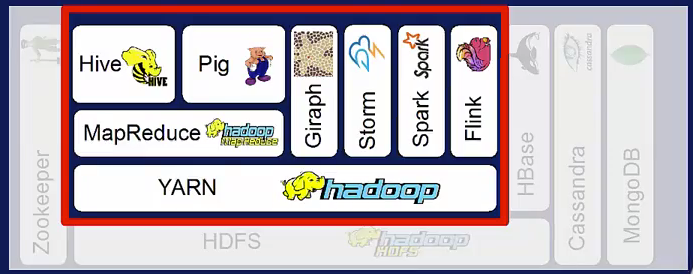 Zookeeper
Hive
HIVE
Pig
Giraph
Storm
Spark
Spark
Flink
HBase
Cassandra
cassandra
MongoDB
MapReduce
hadoop
MapReduce
YARN
hadoop
HDFS
hadoop
HDFS